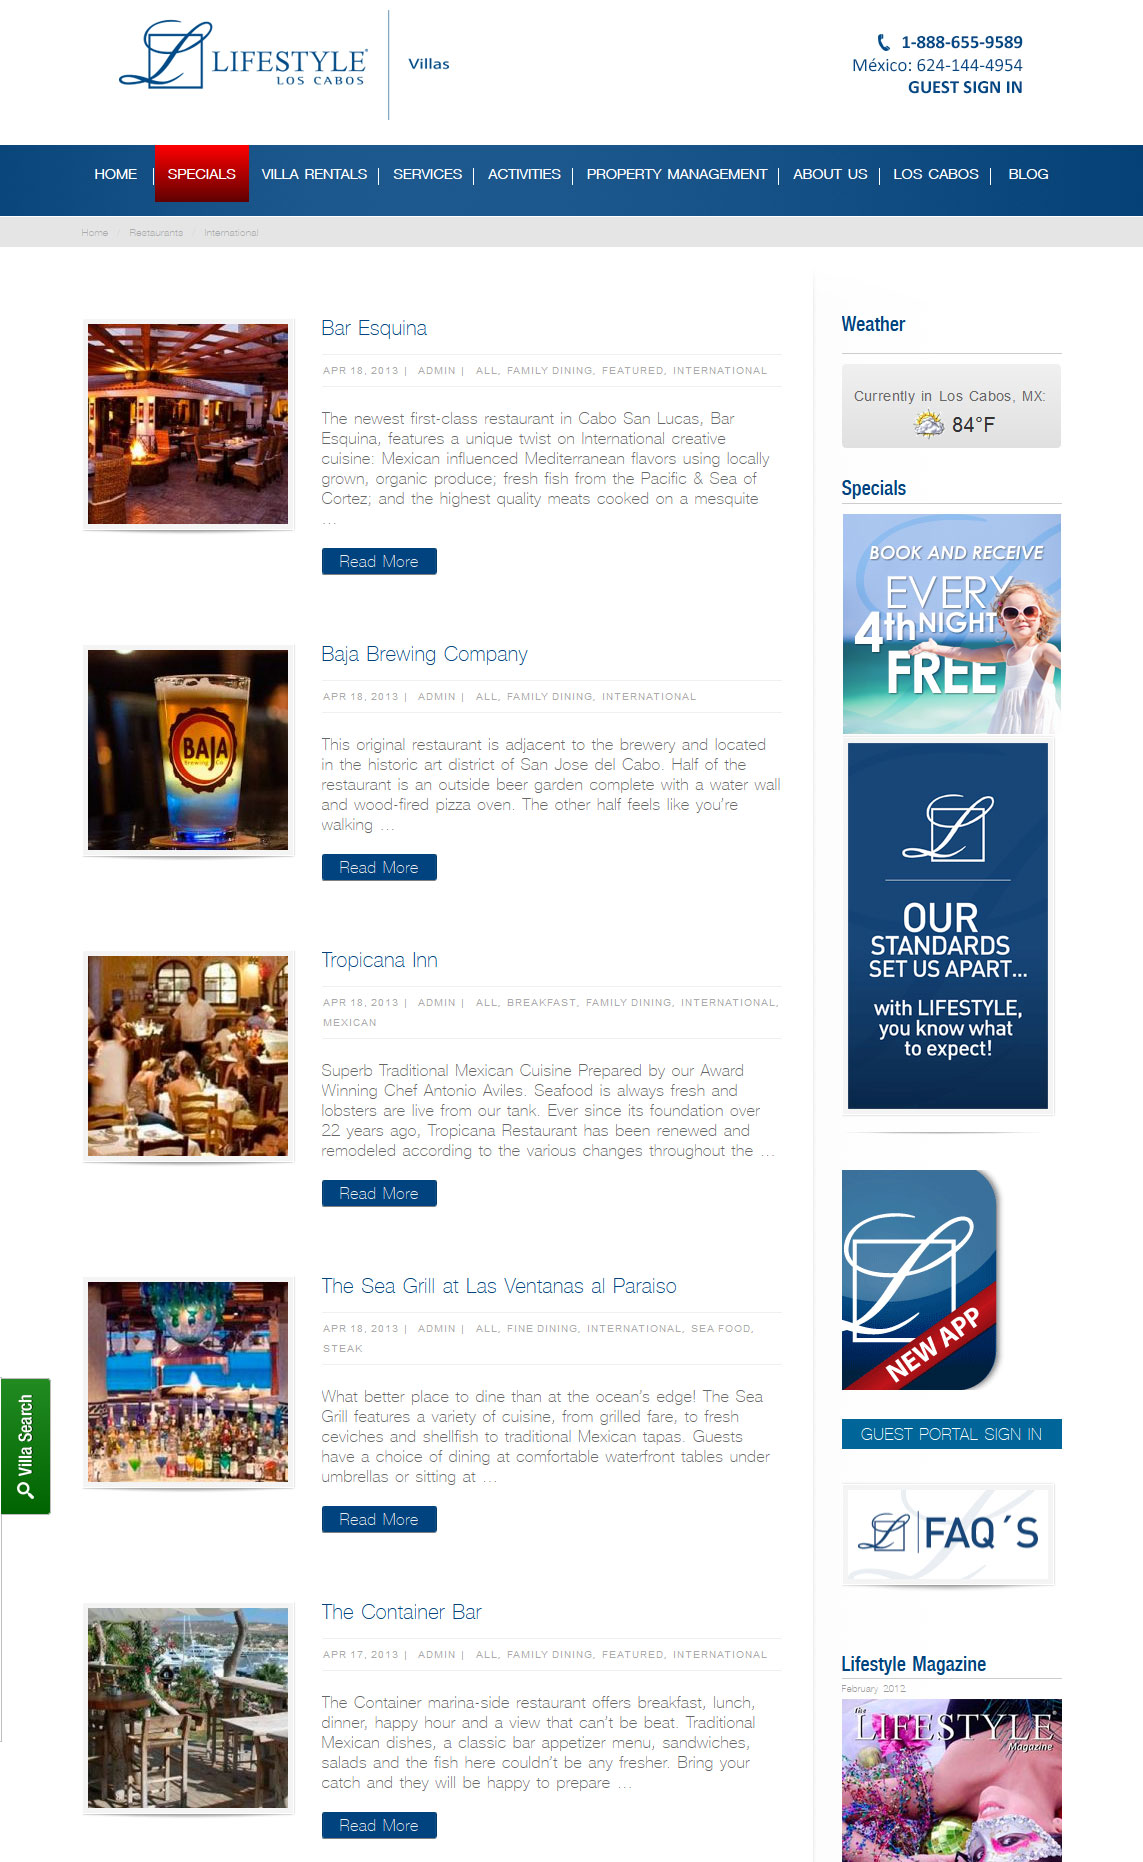 LIFESTYLE®
LOS CABOS
Villas
1-888-655-9589
México: 624-144-4954
GUEST SIGN IN
HOME
SPECIALS
VILLA RENTALS
SERVICES
ACTIVITIES
PROPERTY MANAGEMENT
ABOUT US
LOS CABOS
BLOG
Home / Restaurants / International
Bar Esquina
APR 18, 2013 | ADMIN | ALL, FAMILY DINING, FEATURED, INTERNATIONAL
The newest first-class restaurant in Cabo San Lucas, Bar
Esquina, features a unique twist on International creative
cuisine: Mexican influenced Mediterranean flavors using locally
grown, organic produce; fresh fish from the Pacific & Sea of
Cortez; and the highest quality meats cooked on a mesquite
…
Read More
Baja Brewing Company
BAJA
Brewing Co
APR 18, 2013 | ADMIN | ALL, FAMILY DINING, INTERNATIONAL
This original restaurant is adjacent to the brewery and located
in the historic art district of San Jose del Cabo. Half of the
restaurant is an outside beer garden complete with a water wall
and wood-fired pizza oven. The other half feels like you're
walking …
Read More
Tropicana Inn
APR 18, 2013 | ADMIN | ALL, BREAKFAST, FAMILY DINING, INTERNATIONAL,
MEXICAN
Superb Traditional Mexican Cuisine Prepared by our Award
Winning Chef Antonio Aviles. Seafood is always fresh and
lobsters are live from our tank. Ever since its foundation over
22 years ago, Tropicana Restaurant has been renewed and
remodeled according to the various changes throughout the …
Read More
The Sea Grill at Las Ventanas al Paraiso
APR 18, 2013 | ADMIN | ALL, FINE DINING, INTERNATIONAL, SEA FOOD,
STEAK
What better place to dine than at the ocean's edge! The Sea
Grill features a variety of cuisine, from grilled fare, to fresh
ceviches and shellfish to traditional Mexican tapas. Guests
have a choice of dining at comfortable waterfront tables under
umbrellas or sitting at …
Read More
The Container Bar
APR 17, 2013 | ADMIN | ALL, FAMILY DINING, FEATURED, INTERNATIONAL
The Container marina-side restaurant offers breakfast, lunch,
dinner, happy hour and a view that can't be beat. Traditional
Mexican dishes, a classic bar appetizer menu, sandwiches,
salads and the fish here couldn't be any fresher. Bring your
catch and they will be happy to prepare …
Read More
Villa Search
Weather
Currently in Los Cabos, MX:
84°F
Specials
BOOK AND RECEIVE
EVERY
4th NIGHT
FREE
L
OUR
STANDARDS
SET US APART...
with LIFESTYLE,
you know what
to expect!
L
NEW APP
GUEST PORTAL SIGN IN
L FAQ´S
Lifestyle Magazine
February 2012
the
LIFESTYLE®
Magazine